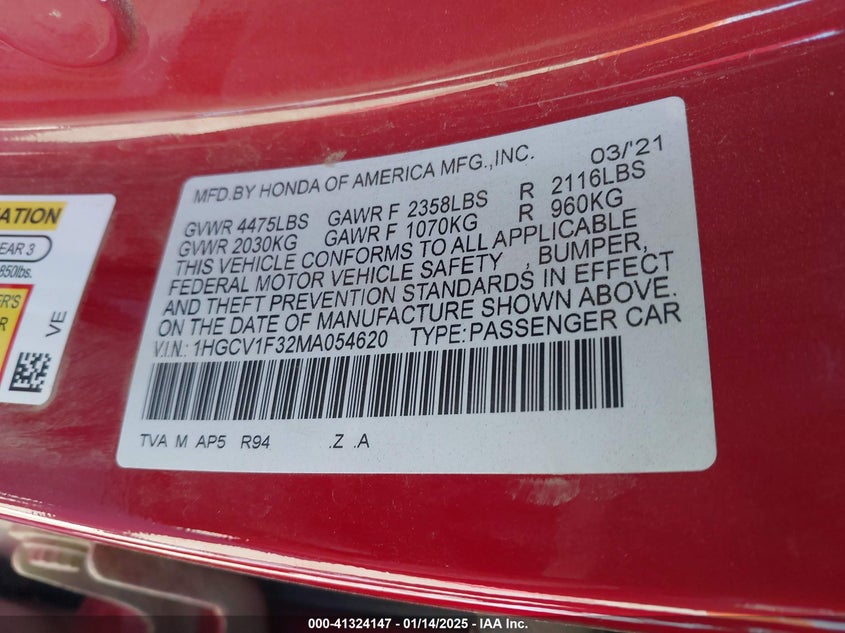 MFD.BY HONDA OF AMERICA MFG.,INC. 03/'21
GVWR 4475LBS GAWR F 2358LBS R 2116LBS
GVWR 2030KG GAWR F 1070KG R 960KG
THIS VEHICLE CONFORMS TO ALL APPLICABLE
FEDERAL MOTOR VEHICLE SAFETY , BUMPER,
AND THEFT PREVENTION STANDARDS IN EFFECT
ON THE DATE OF MANUFACTURE SHOWN ABOVE.
V.I.N.: 1HGCV1F32MA054620 TYPE: PASSENGER CAR
TVA M AP5 R94 .Z .A
EAR 3
850lbs.
ER'S
VE
000-41324147 — 01/14/2025 — IAA Inc.